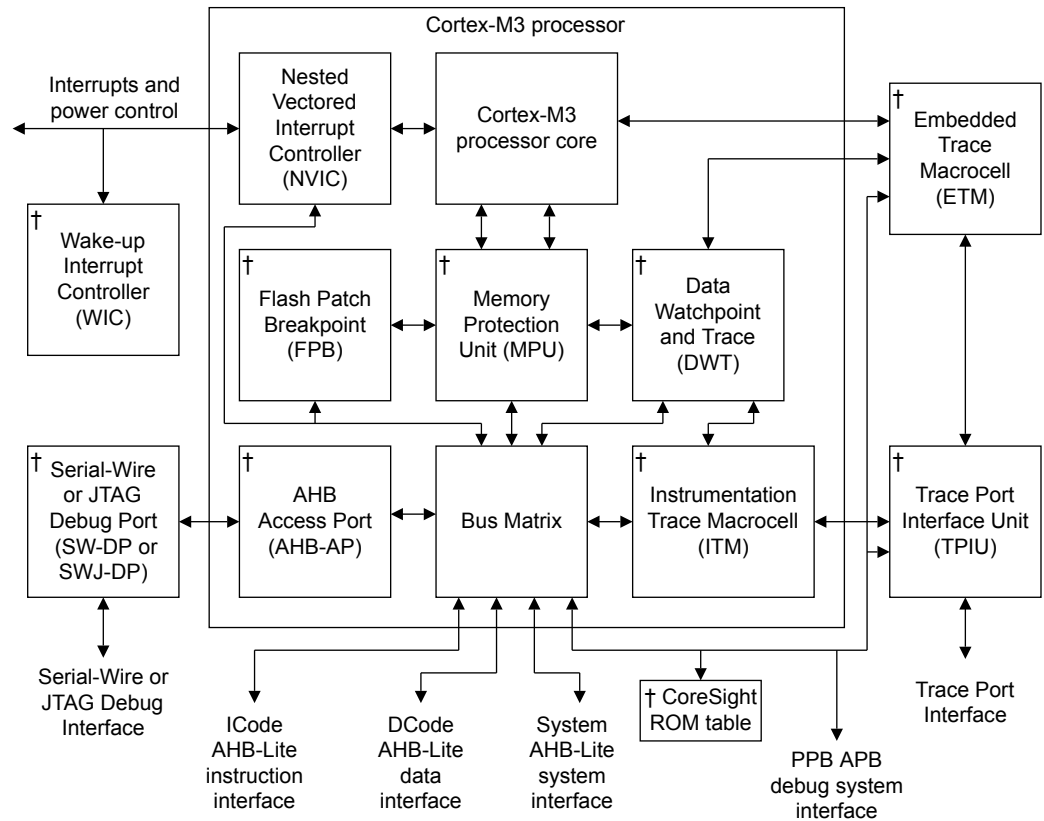 Cortex-M3 processor
Interrupts and
power control
Nested
Vectored
Interrupt
Controller
(NVIC)
Cortex-M3
processor core
†
Embedded
Trace
Macrocell
(ETM)
†
Wake-up
Interrupt
Controller
(WIC)
†
Flash Patch
Breakpoint
(FPB)
†
Memory
Protection
Unit (MPU)
†
Data
Watchpoint
and Trace
(DWT)
†
Serial-Wire
or JTAG
Debug Port
(SW-DP or
SWJ-DP)
†
AHB
Access Port
(AHB-AP)
Bus Matrix
†
Instrumentation
Trace Macrocell
(ITM)
†
Trace Port
Interface Unit
(TPIU)
Serial-Wire or
JTAG Debug
Interface
ICode
AHB-Lite
instruction
interface
DCode
AHB-Lite
data
interface
System
AHB-Lite
system
interface
† CoreSight
ROM table
PPB APB
debug system
interface
Trace Port
Interface